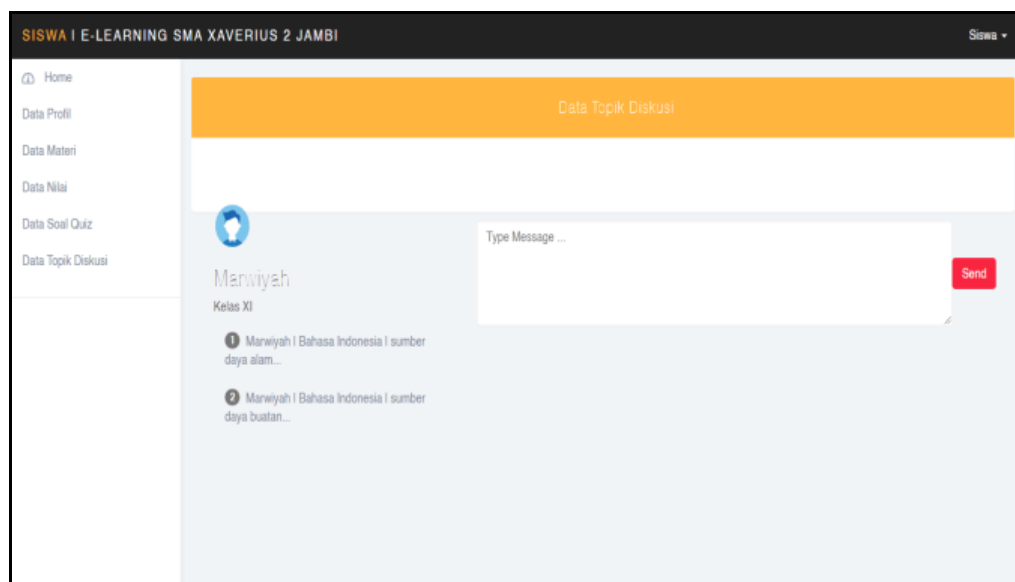 SISWA I E-LEARNING SMA XAVERIUS 2 JAMBI
Siswa
Home
Data Profil
Data Materi
Data Nilai
Data Soal Quiz
Data Topik Diskusi
Data Topik Diskusi
Marwiyah
Kelas XI
1 Marwiyah I Bahasa Indonesia I sumber
daya alam...
2 Marwiyah I Bahasa Indonesia I sumber
daya buatan...
Type Message ...
Send